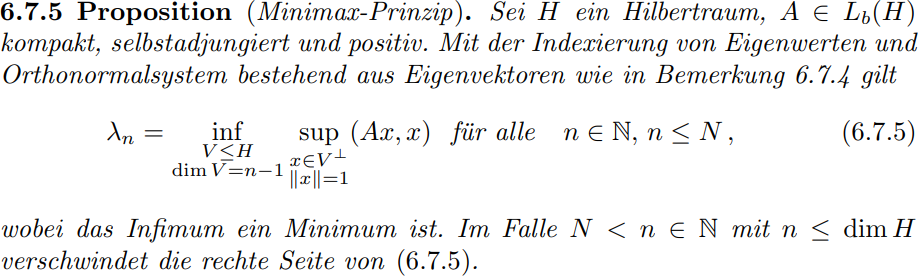 6.7.5 Proposition (Minimax-Prinzip). Sei H ein Hilbertraum, A ∈ L_b(H)
kompakt, selbstadjungiert und positiv. Mit der Indexierung von Eigenwerten und
Orthonormalsystem bestehend aus Eigenvektoren wie in Bemerkung 6.7.4 gilt
λ_n = inf_{V≤H, dim V=n−1} sup_{x∈V^⊥, ‖x‖=1} (Ax, x) für alle n ∈ ℕ, n ≤ N , (6.7.5)
wobei das Infimum ein Minimum ist. Im Falle N < n ∈ ℕ mit n ≤ dim H
verschwindet die rechte Seite von (6.7.5).